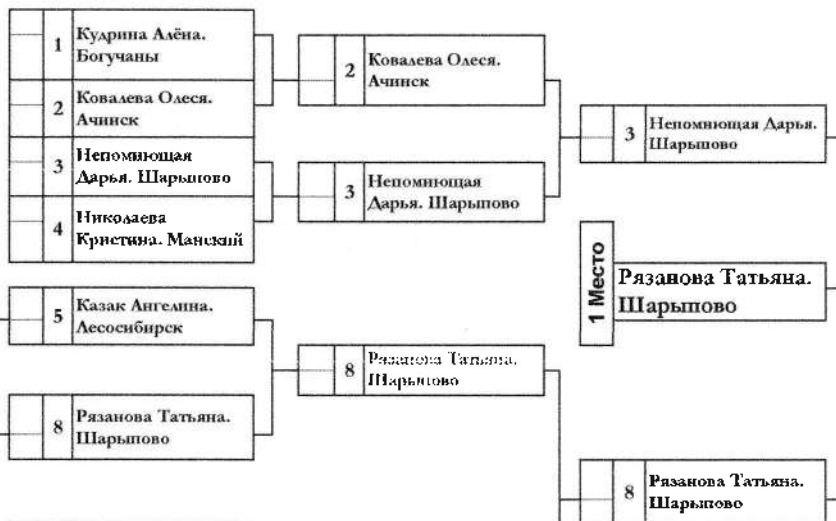 1
Кудрина Алёна.
Богучаны
2
Ковалева Олеся.
Ачинск
3
Непомнющая
Дарья. Шарыпово
4
Николаева
Кристина. Манский
5
Казак Ангелина.
Лесосибирск
8
Рязанова Татьяна.
Шарыпово
2
Ковалева Олеся.
Ачинск
3
Непомнющая
Дарья. Шарыпово
8
Рязанова Татьяна.
Шарыпово
3
Непомнющая Дарья.
Шарыпово
1 Место
Рязанова Татьяна.
Шарыпово
8
Рязанова Татьяна.
Шарыпово